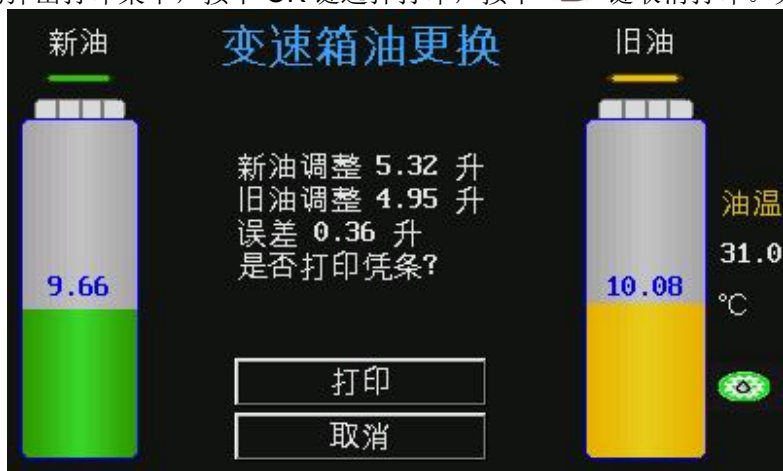 新油
变速箱油更换
旧油
新油调整 5.32 升
旧油调整 4.95 升
误差 0.36 升
是否打印凭条?
9.66
10.08
油温
31.0
℃
打印
取消